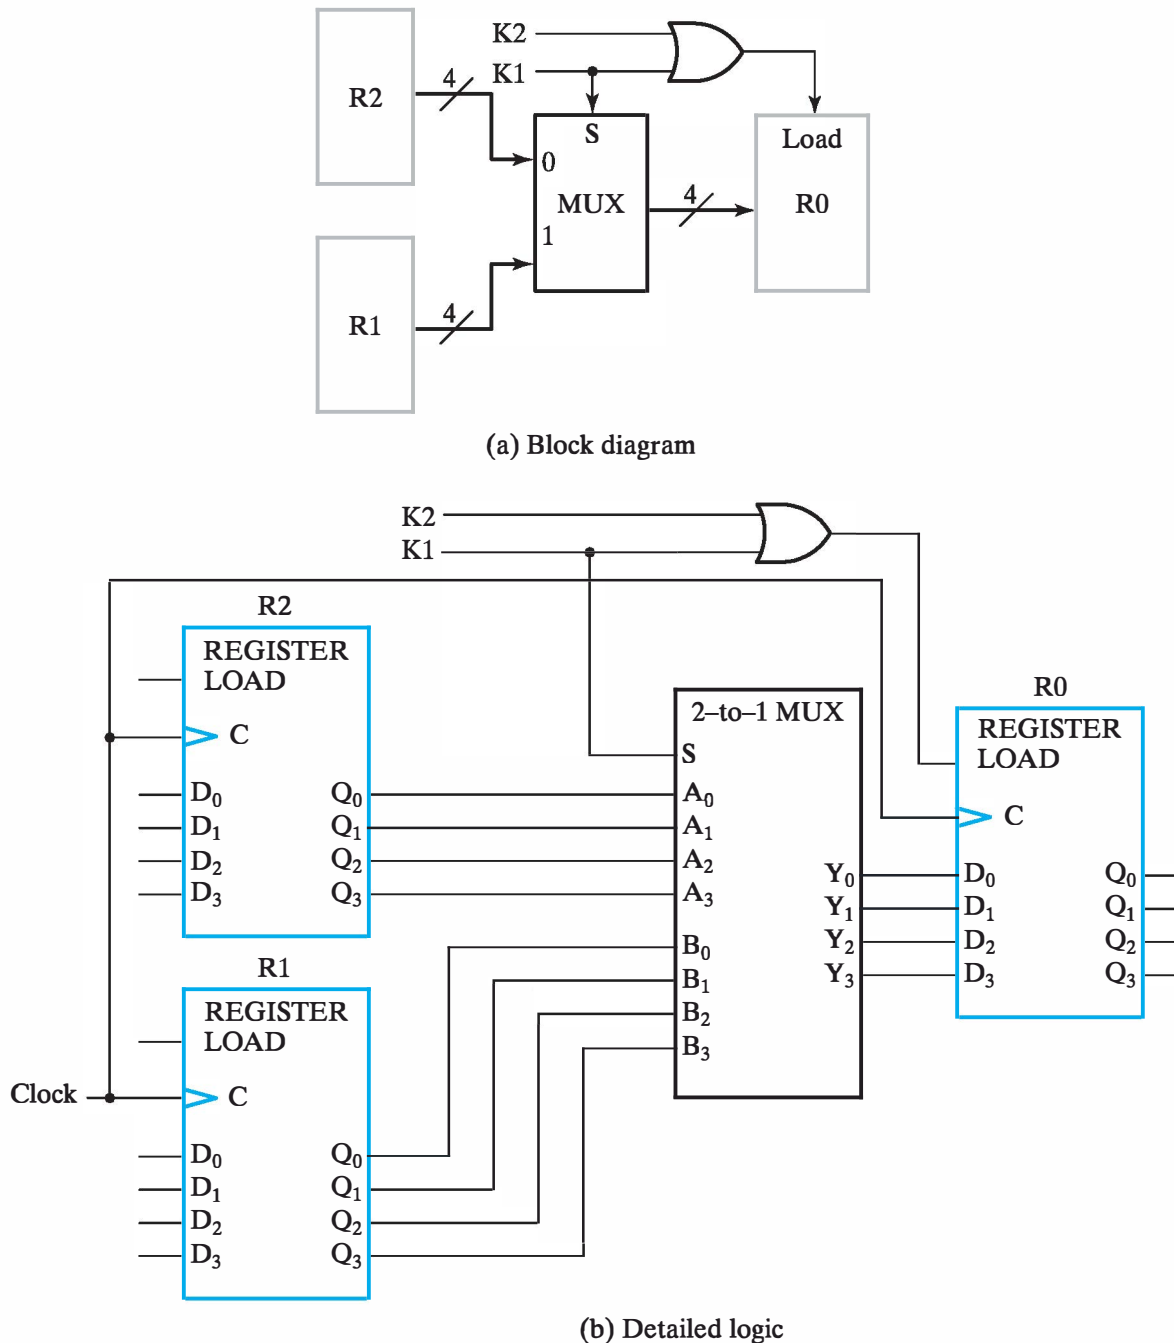 K2
K1
R2
4
S
0
MUX
1
4
Load
R0
R1
4
(a) Block diagram
K2
K1
R2
REGISTER
LOAD
C
D₀ Q₀
D₁ Q₁
D₂ Q₂
D₃ Q₃
R1
REGISTER
LOAD
Clock
C
D₀ Q₀
D₁ Q₁
D₂ Q₂
D₃ Q₃
2–to–1 MUX
S
A₀
A₁
A₂
A₃
B₀
B₁
B₂
B₃
Y₀
Y₁
Y₂
Y₃
R0
REGISTER
LOAD
C
D₀ Q₀
D₁ Q₁
D₂ Q₂
D₃ Q₃
(b) Detailed logic